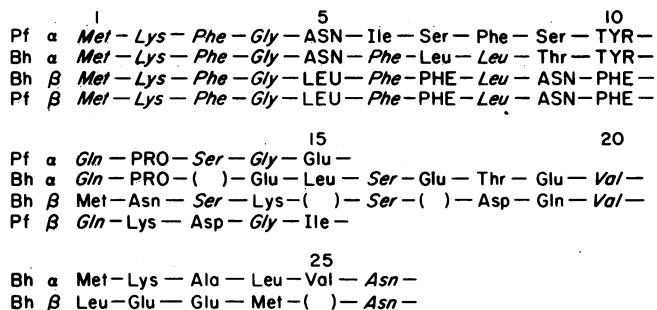 1 5 10
Pf α Met—Lys—Phe—Gly—ASN—Ile—Ser—Phe—Ser—TYR—
Bh α Met—Lys—Phe—Gly—ASN—Phe—Leu—Leu—Thr—TYR—
Bh β Met—Lys—Phe—Gly—LEU—Phe—PHE—Leu—ASN—PHE—
Pf β Met—Lys—Phe—Gly—LEU—Phe—PHE—Leu—ASN—PHE—
15 20
Pf α Gln—PRO—Ser—Gly—Glu—
Bh α Gln—PRO—( )—Glu—Leu—Ser—Glu—Thr—Glu—Val—
Bh β Met—Asn—Ser—Lys—( )—Ser—( )—Asp—Gln—Val—
Pf β Gln—Lys—Asp—Gly—Ile—
25
Bh α Met—Lys—Ala—Leu—Val—Asn—
Bh β Leu—Glu—Glu—Met—( )—Asn—